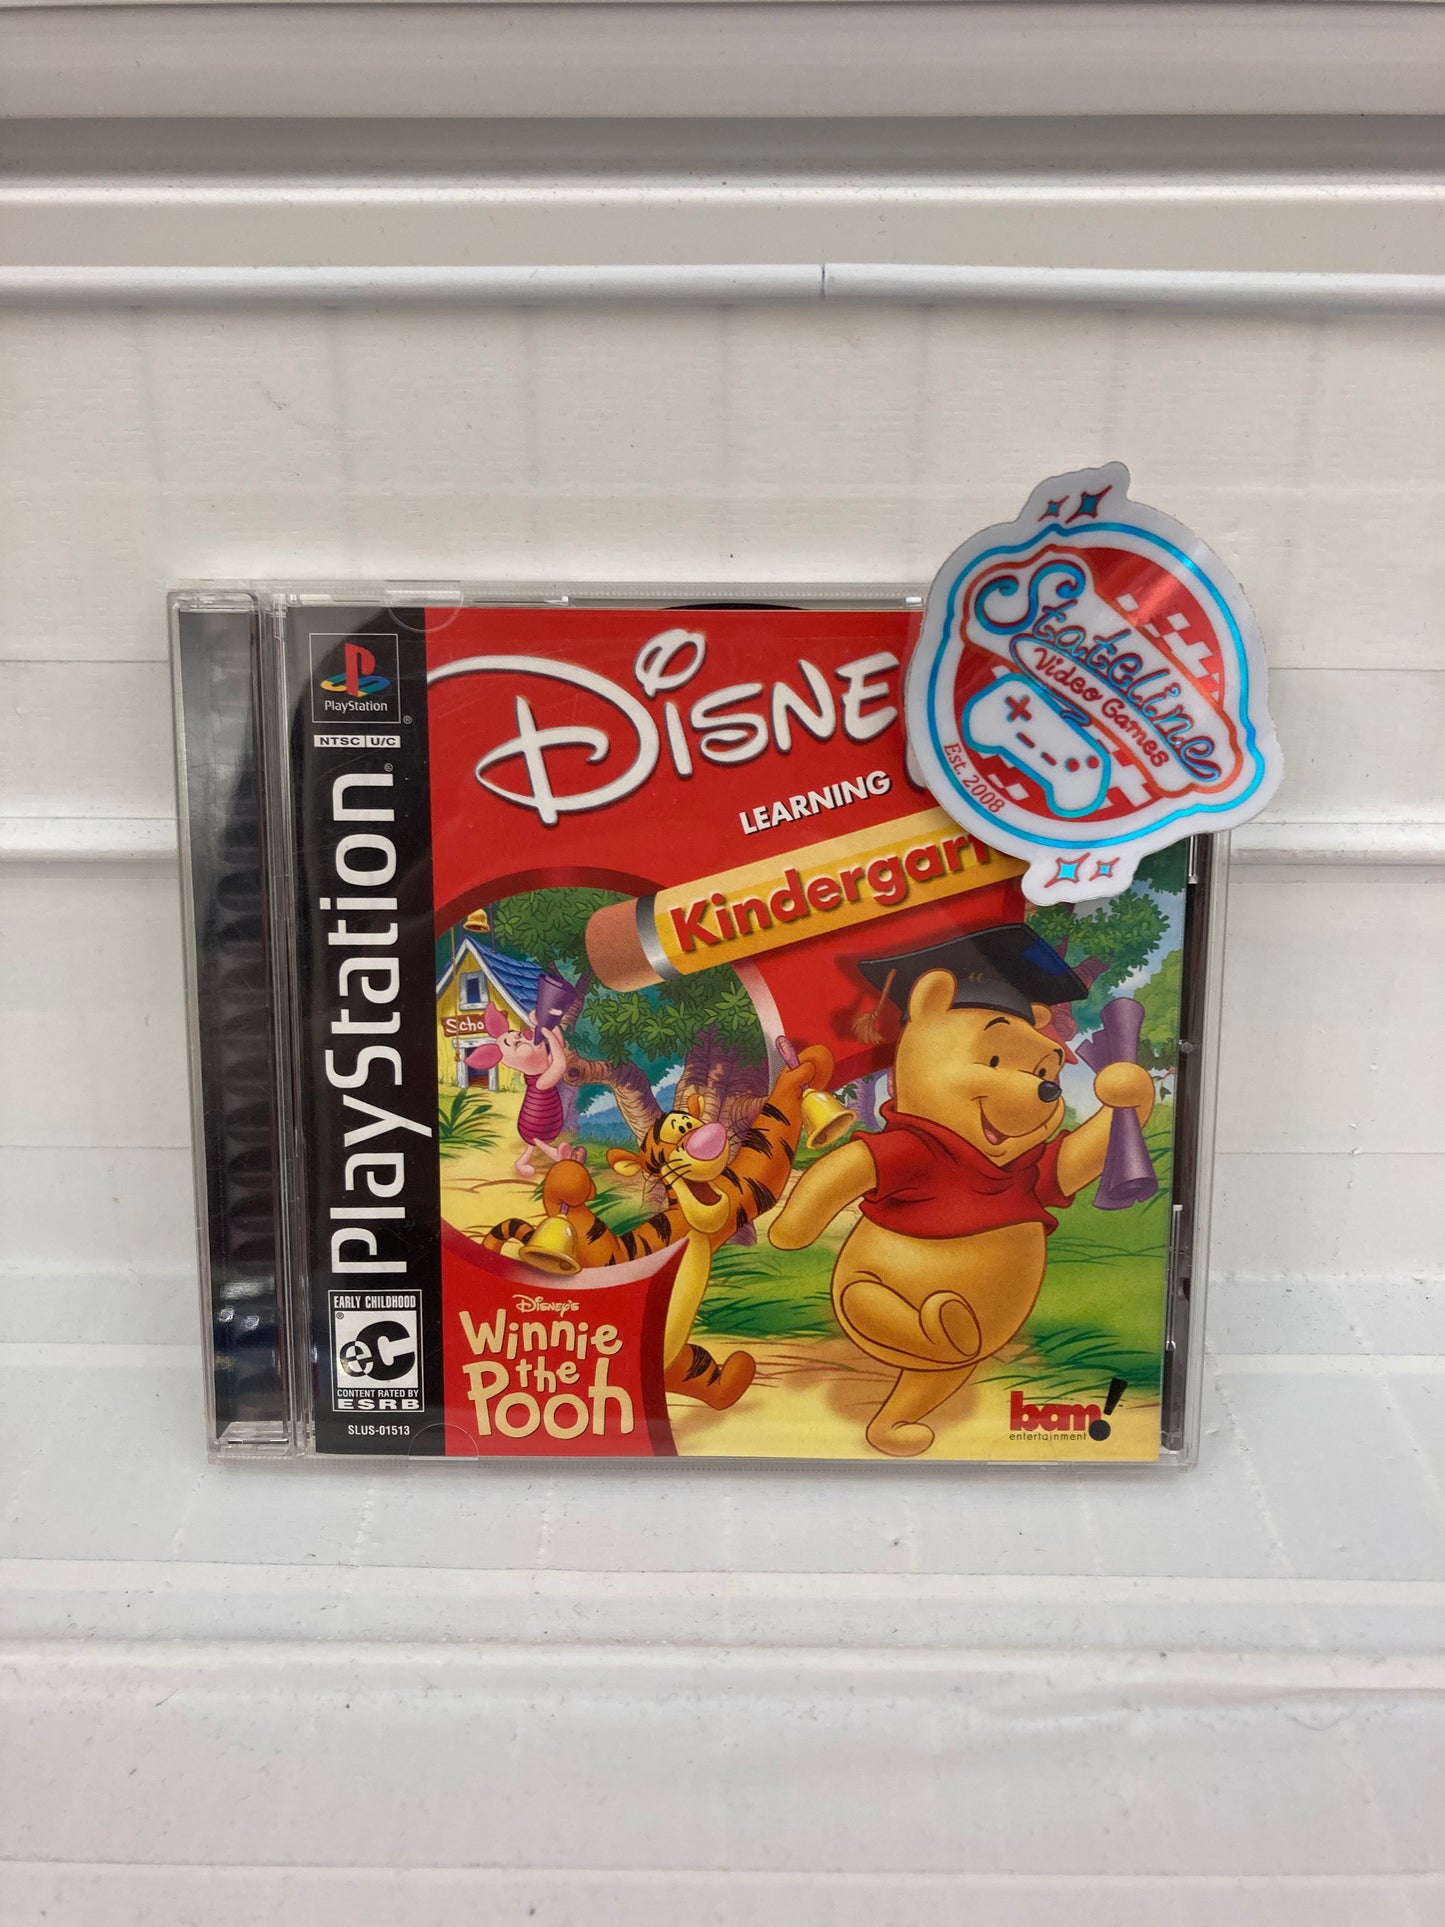 PlayStation
®
NTSC U/C
PlayStation
®
EARLY CHILDHOOD
eC
®
CONTENT RATED BY
ESRB
SLUS-01513
DISNE
LEARNING
Kindergar
Scho
DISNEY'S
Winnie
the
Pooh
bam!
entertainment
Stateline
Video Games
Est. 2008